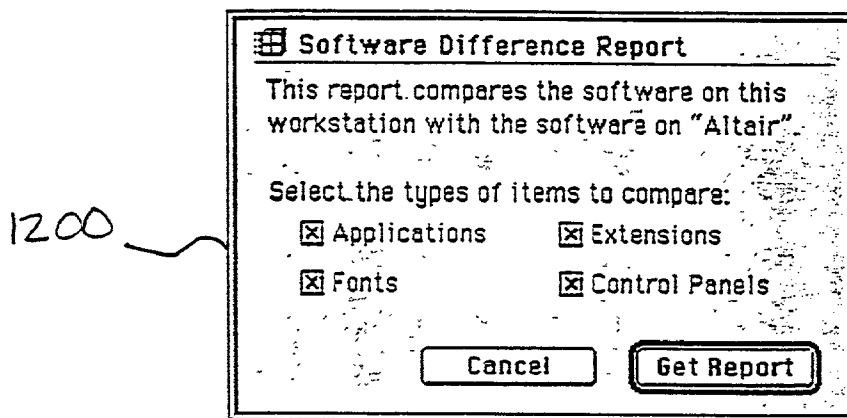 Software Difference Report
This report compares the software on this
workstation with the software on "Altair".
Select the types of items to compare:
Applications Extensions
1200
Fonts Control Panels
Cancel Get Report